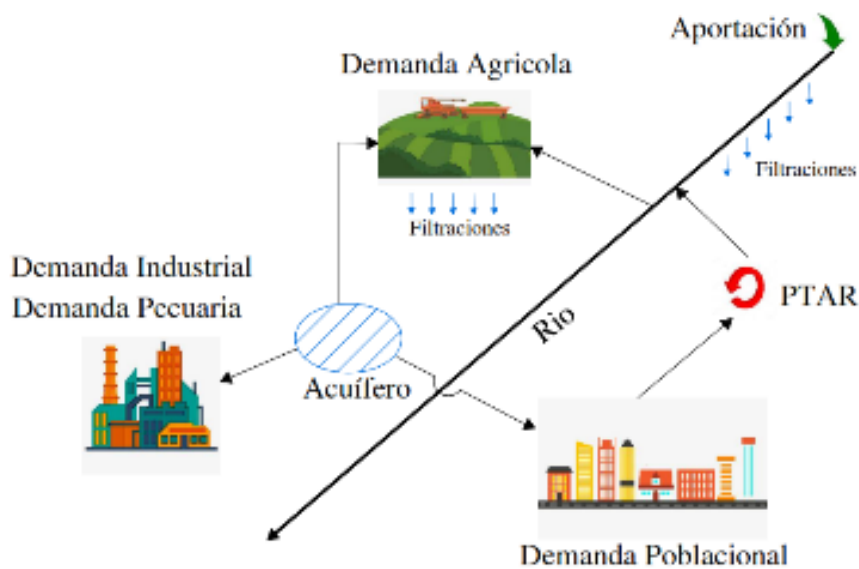 Aportación
Demanda Agricola
Filtraciones
Filtraciones
Demanda Industrial
Demanda Pecuaria
PTAR
Rio
Acuífero
Demanda Poblacional